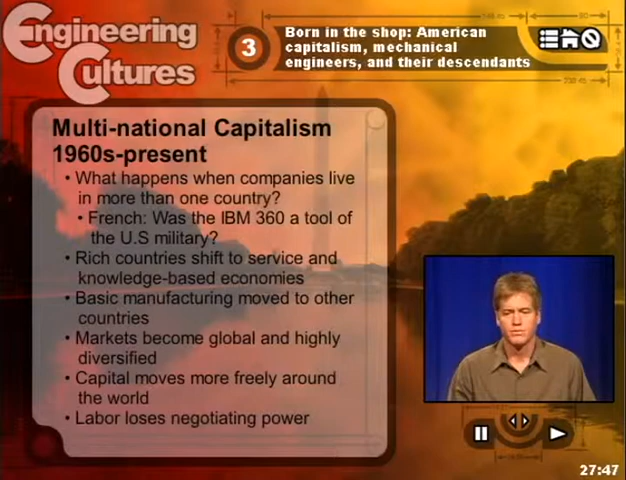 Engineering
Cultures
3
Born in the shop: American
capitalism, mechanical
engineers, and their descendants
Multi-national Capitalism
1960s-present
• What happens when companies live
in more than one country?
• French: Was the IBM 360 a tool of
the U.S military?
• Rich countries shift to service and
knowledge-based economies
• Basic manufacturing moved to other
countries
• Markets become global and highly
diversified
• Capital moves more freely around
the world
• Labor loses negotiating power
27:47